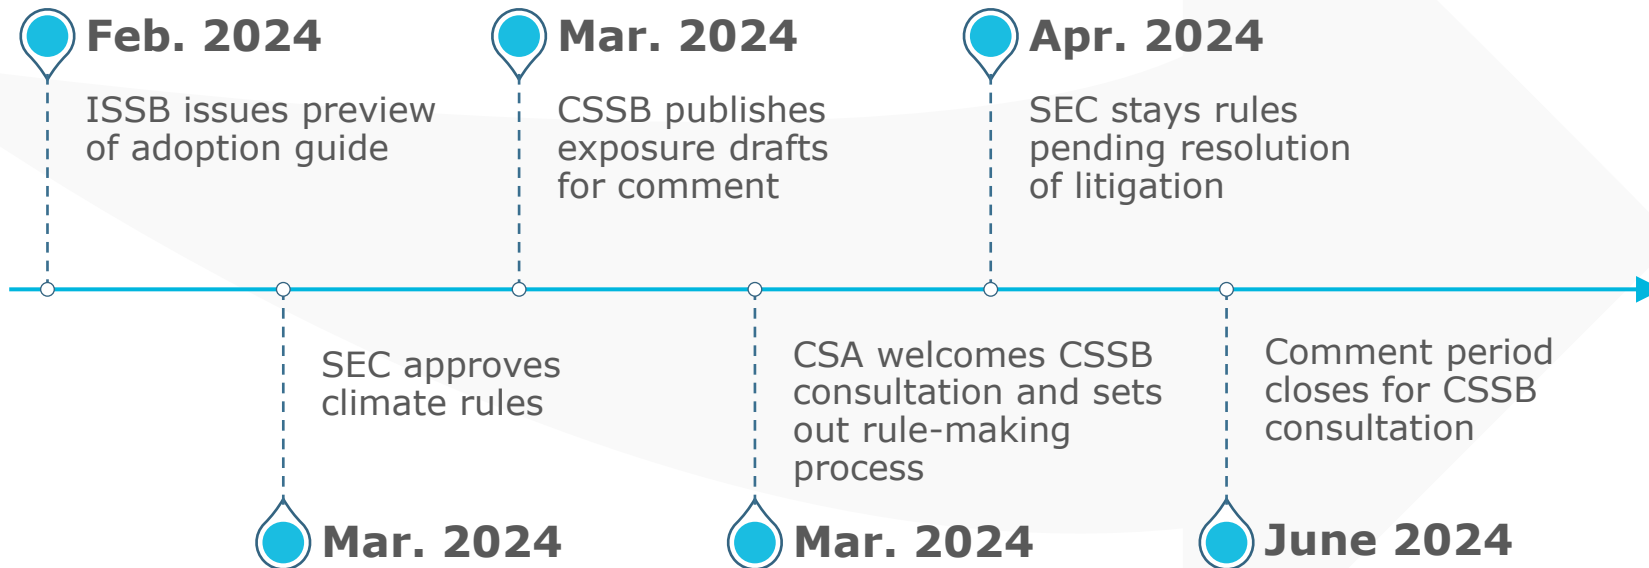 Feb. 2024
ISSB issues preview
of adoption guide
Mar. 2024
SEC approves
climate rules
Mar. 2024
CSSB publishes
exposure drafts
for comment
Mar. 2024
CSA welcomes CSSB
consultation and sets
out rule-making
process
Apr. 2024
SEC stays rules
pending resolution
of litigation
June 2024
Comment period
closes for CSSB
consultation